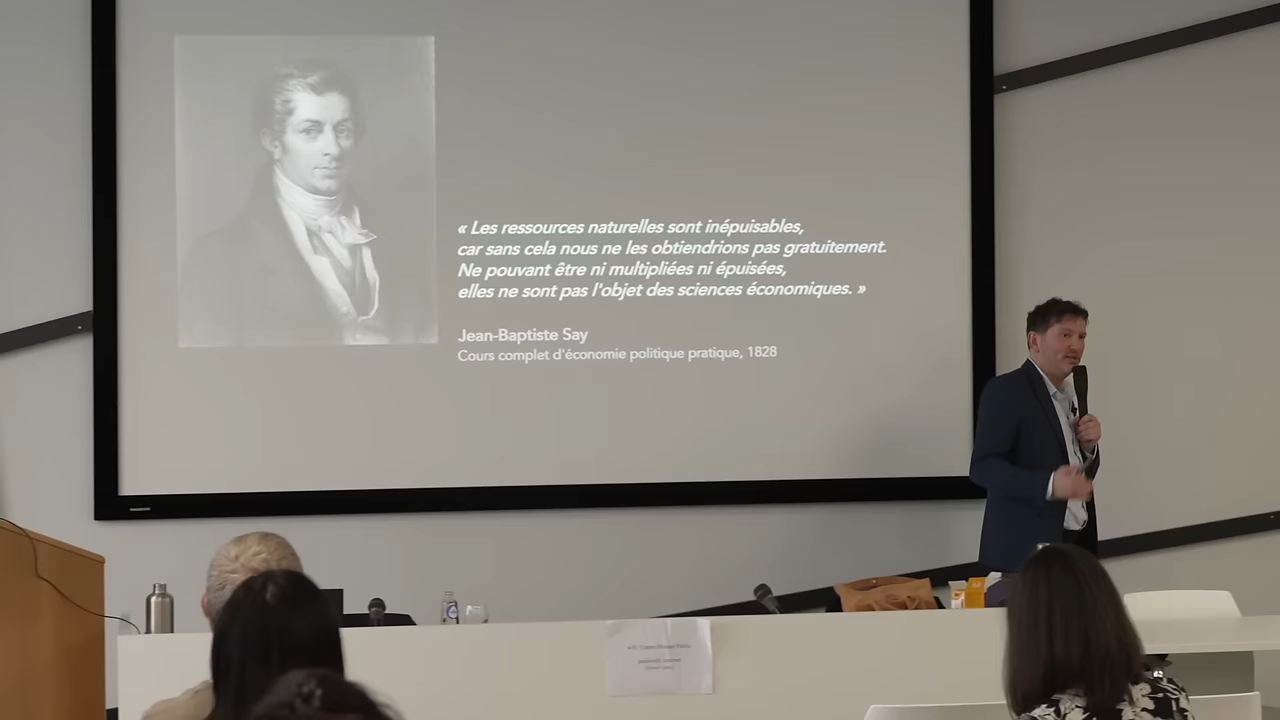 « Les ressources naturelles sont inépuisables,
car sans cela nous ne les obtiendrions pas gratuitement.
Ne pouvant être ni multipliées ni épuisées,
elles ne sont pas l'objet des sciences économiques. »
Jean-Baptiste Say
Cours complet d'économie politique pratique, 1828